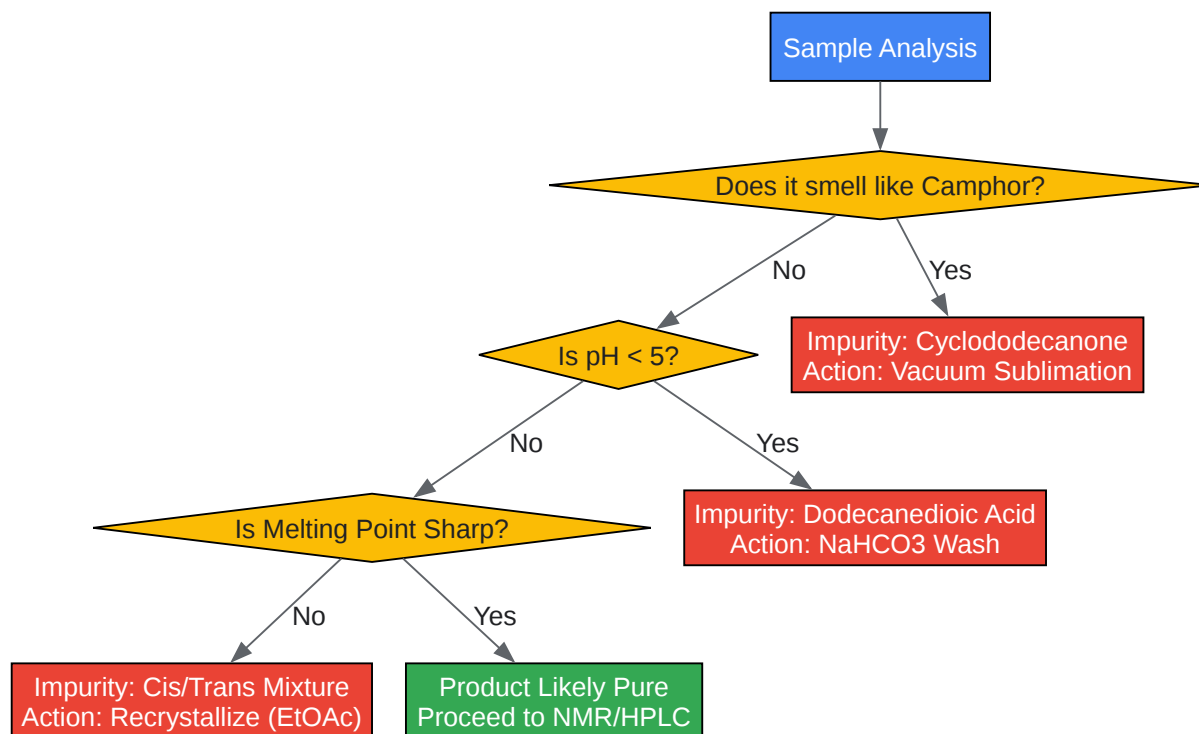 Sample Analysis
Does it smell like Camphor?
No
Yes
Is pH < 5?
Impurity: Cyclododecanone
Action: Vacuum Sublimation
No
Yes
Is Melting Point Sharp?
Impurity: Dodecanedioic Acid
Action: NaHCO3 Wash
No
Yes
Impurity: Cis/Trans Mixture
Action: Recrystallize (EtOAc)
Product Likely Pure
Proceed to NMR/HPLC